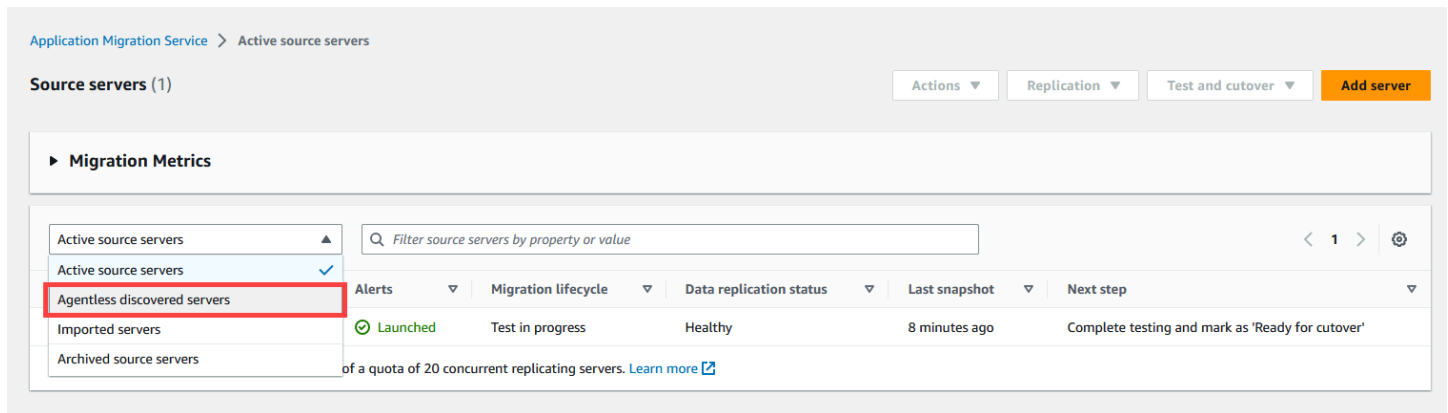 Application Migration Service > Active source servers
Source servers (1)
Actions
Replication
Test and cutover
Add server
Migration Metrics
Active source servers
Filter source servers by property or value
1
Active source servers
Agentless discovered servers
Imported servers
Archived source servers
Alerts
Migration lifecycle
Data replication status
Last snapshot
Next step
Launched
Test in progress
Healthy
8 minutes ago
Complete testing and mark as 'Ready for cutover'
of a quota of 20 concurrent replicating servers. Learn more